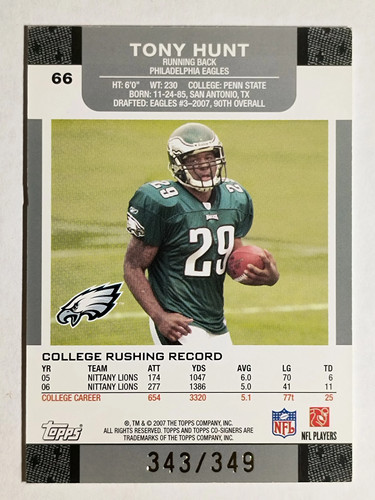 TONY HUNT
RUNNING BACK
PHILADELPHIA EAGLES
66
HT: 6'0" WT: 230 COLLEGE: PENN STATE
BORN: 11-24-85, SAN ANTONIO, TX
DRAFTED: EAGLES #3–2007, 90TH OVERALL
29
29
COLLEGE RUSHING RECORD
YR TEAM ATT YDS AVG LG TD
05 NITTANY LIONS 174 1047 6.0 70 6
06 NITTANY LIONS 277 1386 5.0 41 11
COLLEGE CAREER 654 3320 5.1 77t 25
Topps
®, TM & © 2007 THE TOPPS COMPANY, INC.
ALL RIGHTS RESERVED. TOPPS AND TOPPS CO-SIGNERS ARE
TRADEMARKS OF THE TOPPS COMPANY, INC.
NFL
NFL PLAYERS
343/349